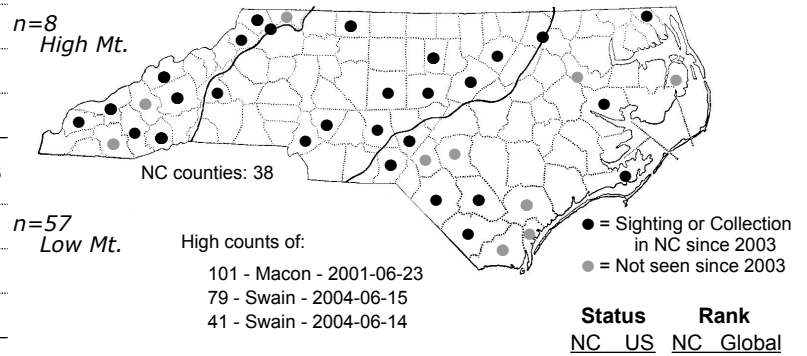 n=8
High Mt.
NC counties: 38
n=57
Low Mt.
High counts of:
101 - Macon - 2001-06-23
79 - Swain - 2004-06-15
41 - Swain - 2004-06-14
= Sighting or Collection
in NC since 2003
= Not seen since 2003
Status Rank
NC US NC Global